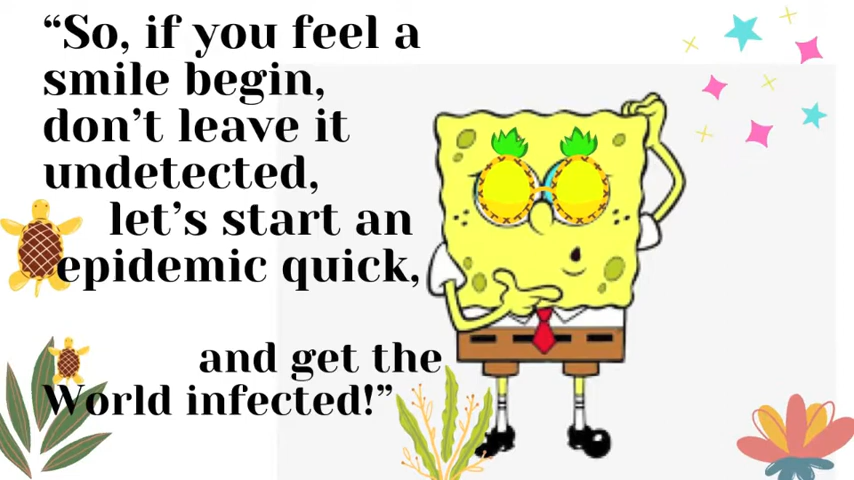 “So, if you feel a
smile begin,
don’t leave it
undetected,
let’s start an
epidemic quick,
and get the
World infected!”